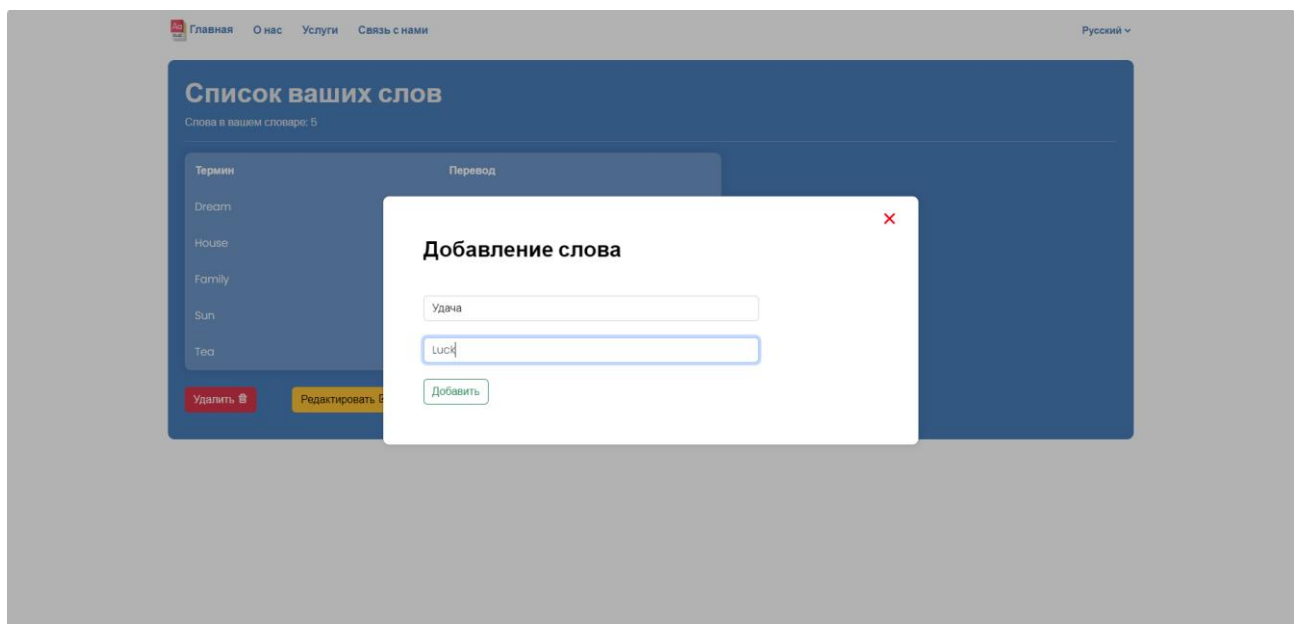 Главная О нас Услуги Связь с нами Русский
Список ваших слов
Слова в вашем словаре: 5
Термин Перевод
Dream
House
Family
Sun
Tea
Добавление слова
Удача
Luck
Добавить
Удалить Редактировать